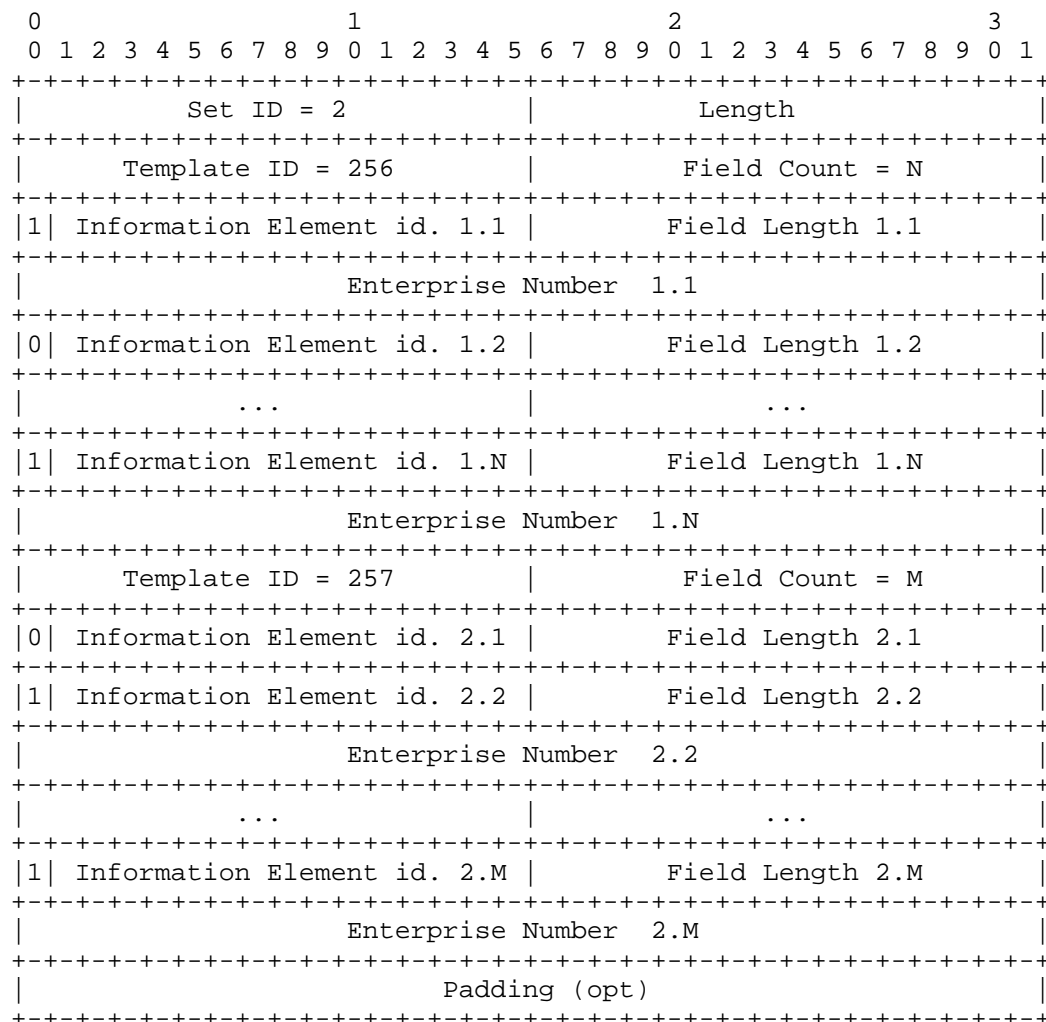 0                   1                   2                   3
 0 1 2 3 4 5 6 7 8 9 0 1 2 3 4 5 6 7 8 9 0 1 2 3 4 5 6 7 8 9 0 1
+-+-+-+-+-+-+-+-+-+-+-+-+-+-+-+-+-+-+-+-+-+-+-+-+-+-+-+-+-+-+-+-+
|          Set ID = 2           |          Length               |
+-+-+-+-+-+-+-+-+-+-+-+-+-+-+-+-+-+-+-+-+-+-+-+-+-+-+-+-+-+-+-+-+
|      Template ID = 256        |         Field Count = N       |
+-+-+-+-+-+-+-+-+-+-+-+-+-+-+-+-+-+-+-+-+-+-+-+-+-+-+-+-+-+-+-+-+
|1| Information Element id. 1.1 |        Field Length 1.1       |
+-+-+-+-+-+-+-+-+-+-+-+-+-+-+-+-+-+-+-+-+-+-+-+-+-+-+-+-+-+-+-+-+
|                    Enterprise Number  1.1                     |
+-+-+-+-+-+-+-+-+-+-+-+-+-+-+-+-+-+-+-+-+-+-+-+-+-+-+-+-+-+-+-+-+
|0| Information Element id. 1.2 |        Field Length 1.2       |
+-+-+-+-+-+-+-+-+-+-+-+-+-+-+-+-+-+-+-+-+-+-+-+-+-+-+-+-+-+-+-+-+
|             ...               |              ...              |
+-+-+-+-+-+-+-+-+-+-+-+-+-+-+-+-+-+-+-+-+-+-+-+-+-+-+-+-+-+-+-+-+
|1| Information Element id. 1.N |        Field Length 1.N       |
+-+-+-+-+-+-+-+-+-+-+-+-+-+-+-+-+-+-+-+-+-+-+-+-+-+-+-+-+-+-+-+-+
|                    Enterprise Number  1.N                     |
+-+-+-+-+-+-+-+-+-+-+-+-+-+-+-+-+-+-+-+-+-+-+-+-+-+-+-+-+-+-+-+-+
|      Template ID = 257        |         Field Count = M       |
+-+-+-+-+-+-+-+-+-+-+-+-+-+-+-+-+-+-+-+-+-+-+-+-+-+-+-+-+-+-+-+-+
|0| Information Element id. 2.1 |        Field Length 2.1       |
+-+-+-+-+-+-+-+-+-+-+-+-+-+-+-+-+-+-+-+-+-+-+-+-+-+-+-+-+-+-+-+-+
|1| Information Element id. 2.2 |        Field Length 2.2       |
+-+-+-+-+-+-+-+-+-+-+-+-+-+-+-+-+-+-+-+-+-+-+-+-+-+-+-+-+-+-+-+-+
|                    Enterprise Number  2.2                     |
+-+-+-+-+-+-+-+-+-+-+-+-+-+-+-+-+-+-+-+-+-+-+-+-+-+-+-+-+-+-+-+-+
|             ...               |              ...              |
+-+-+-+-+-+-+-+-+-+-+-+-+-+-+-+-+-+-+-+-+-+-+-+-+-+-+-+-+-+-+-+-+
|1| Information Element id. 2.M |        Field Length 2.M       |
+-+-+-+-+-+-+-+-+-+-+-+-+-+-+-+-+-+-+-+-+-+-+-+-+-+-+-+-+-+-+-+-+
|                    Enterprise Number  2.M                     |
+-+-+-+-+-+-+-+-+-+-+-+-+-+-+-+-+-+-+-+-+-+-+-+-+-+-+-+-+-+-+-+-+
|                          Padding (opt)                        |
+-+-+-+-+-+-+-+-+-+-+-+-+-+-+-+-+-+-+-+-+-+-+-+-+-+-+-+-+-+-+-+-+